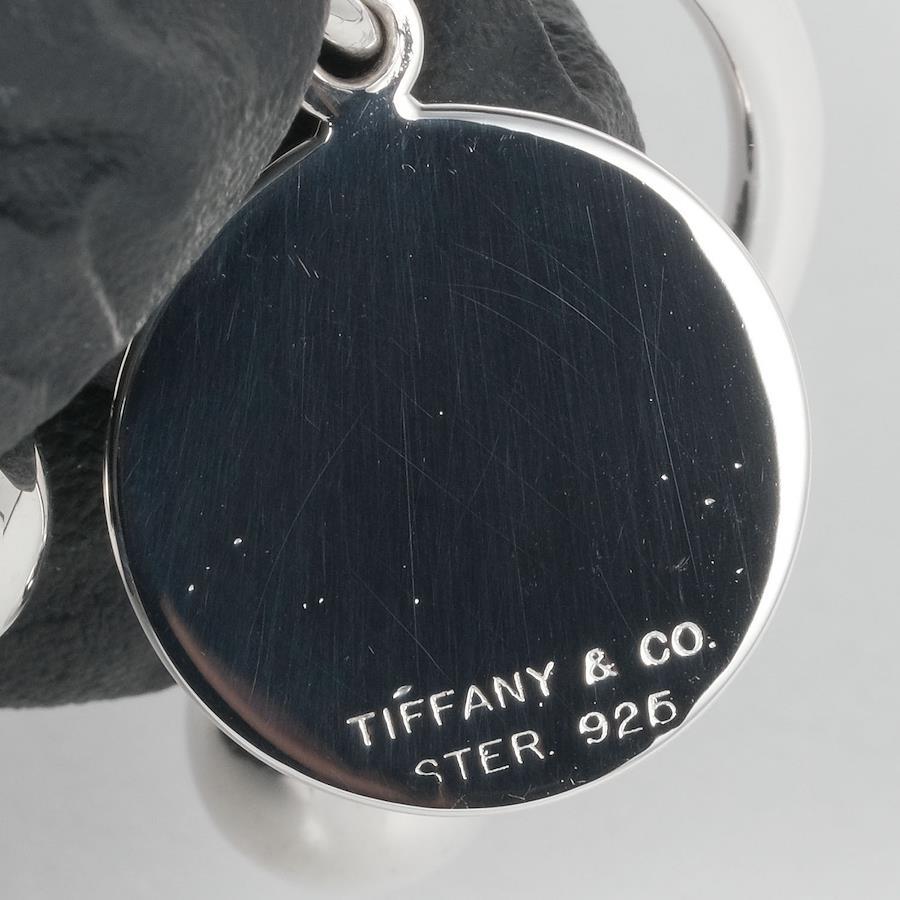 TIFFANY & CO.
STER. 925